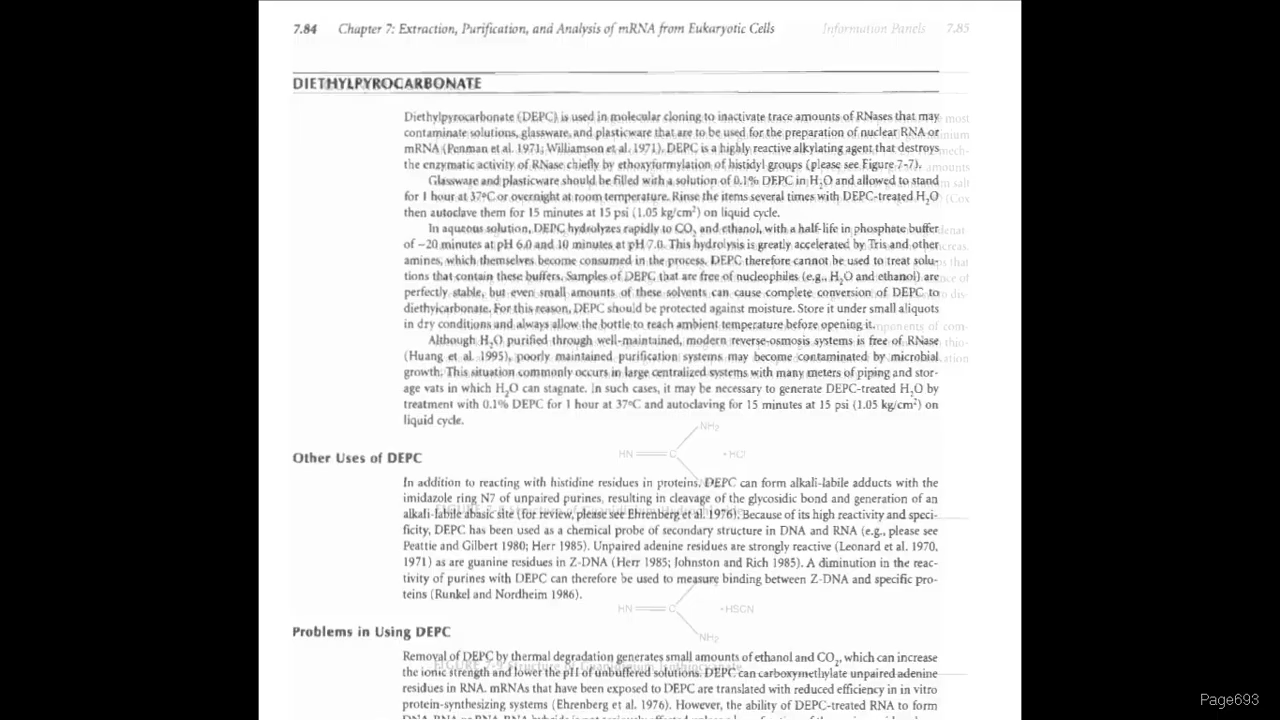 7.84 Chapter 7: Extraction, Purification, and Analysis of mRNA from Eukaryotic Cells Information Panels 7.85
DIETHYLPYROCARBONATE
Diethylpyrocarbonate (DEPC) is used in molecular cloning to inactivate trace amounts of RNases that may
contaminate solutions, glassware, and plasticware that are to be used for the preparation of nuclear RNA or
mRNA (Penman et al. 1971; Williamson et al. 1971). DEPC is a highly reactive alkylating agent that destroys
the enzymatic activity of RNase chiefly by ethoxyformylation of histidyl groups (please see Figure 7-7).
Glassware and plasticware should be filled with a solution of 0.1% DEPC in H2O and allowed to stand
for 1 hour at 37°C or overnight at room temperature. Rinse the items several times with DEPC-treated H2O
then autoclave them for 15 minutes at 15 psi (1.05 kg/cm2) on liquid cycle.
In aqueous solution, DEPC hydrolyzes rapidly to CO2 and ethanol, with a half-life in phosphate buffer
of ~20 minutes at pH 6.0 and 10 minutes at pH 7.0. This hydrolysis is greatly accelerated by Tris and other
amines, which themselves become consumed in the process. DEPC therefore cannot be used to treat solu-
tions that contain these buffers. Samples of DEPC that are free of nucleophiles (e.g., H2O and ethanol) are
perfectly stable, but even small amounts of these solvents can cause complete conversion of DEPC to
diethylcarbonate. For this reason, DEPC should be protected against moisture. Store it under small aliquots
in dry conditions and always allow the bottle to reach ambient temperature before opening it.
Although H2O purified through well-maintained, modern reverse-osmosis systems is free of RNase
(Huang et al. 1995), poorly maintained purification systems may become contaminated by microbial
growth. This situation commonly occurs in large centralized systems with many meters of piping and stor-
age vats in which H2O can stagnate. In such cases, it may be necessary to generate DEPC-treated H2O by
treatment with 0.1% DEPC for 1 hour at 37°C and autoclaving for 15 minutes at 15 psi (1.05 kg/cm2) on
liquid cycle.
NH2
HN C • HCl
Other Uses of DEPC
In addition to reacting with histidine residues in proteins, DEPC can form alkali-labile adducts with the
imidazole ring N7 of unpaired purines, resulting in cleavage of the glycosidic bond and generation of an
alkali-labile abasic site (for review, please see Ehrenberg et al. 1976). Because of its high reactivity and speci-
ficity, DEPC has been used as a chemical probe of secondary structure in DNA and RNA (e.g., please see
Peattie and Gilbert 1980; Herr 1985). Unpaired adenine residues are strongly reactive (Leonard et al. 1970,
1971) as are guanine residues in Z-DNA (Herr 1985; Johnston and Rich 1985). A diminution in the reac-
tivity of purines with DEPC can therefore be used to measure binding between Z-DNA and specific pro-
teins (Runkel and Nordheim 1986).
HN C • HSCN
NH2
Problems in Using DEPC
Removal of DEPC by thermal degradation generates small amounts of ethanol and CO2, which can increase
the ionic strength and lower the pH of unbuffered solutions. DEPC can carboxymethylate unpaired adenine
residues in RNA. mRNAs that have been exposed to DEPC are translated with reduced efficiency in in vitro
protein-synthesizing systems (Ehrenberg et al. 1976). However, the ability of DEPC-treated RNA to form
Page693